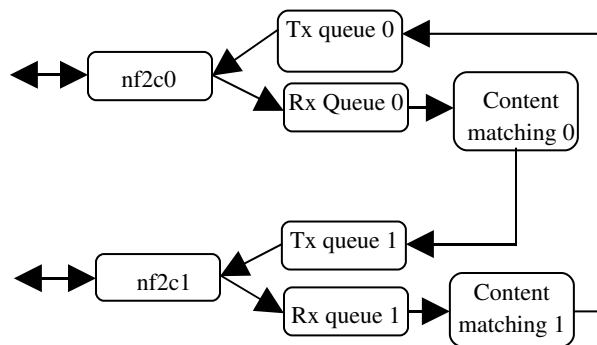 Tx queue 0
nf2c0
Rx Queue 0
Content
matching 0
Tx queue 1
nf2c1
Rx queue 1
Content
matching 1